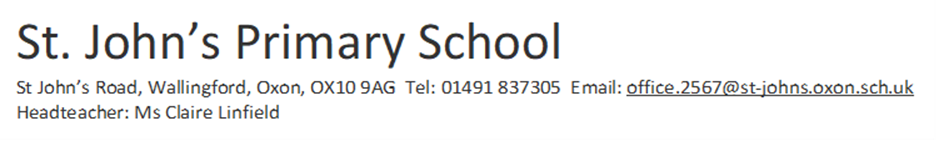 St. John’s Primary School
St John’s Road, Wallingford, Oxon, OX10 9AG  Tel: 01491 837305  Email: office.2567@st-johns.oxon.sch.uk
Headteacher: Ms Claire Linfield